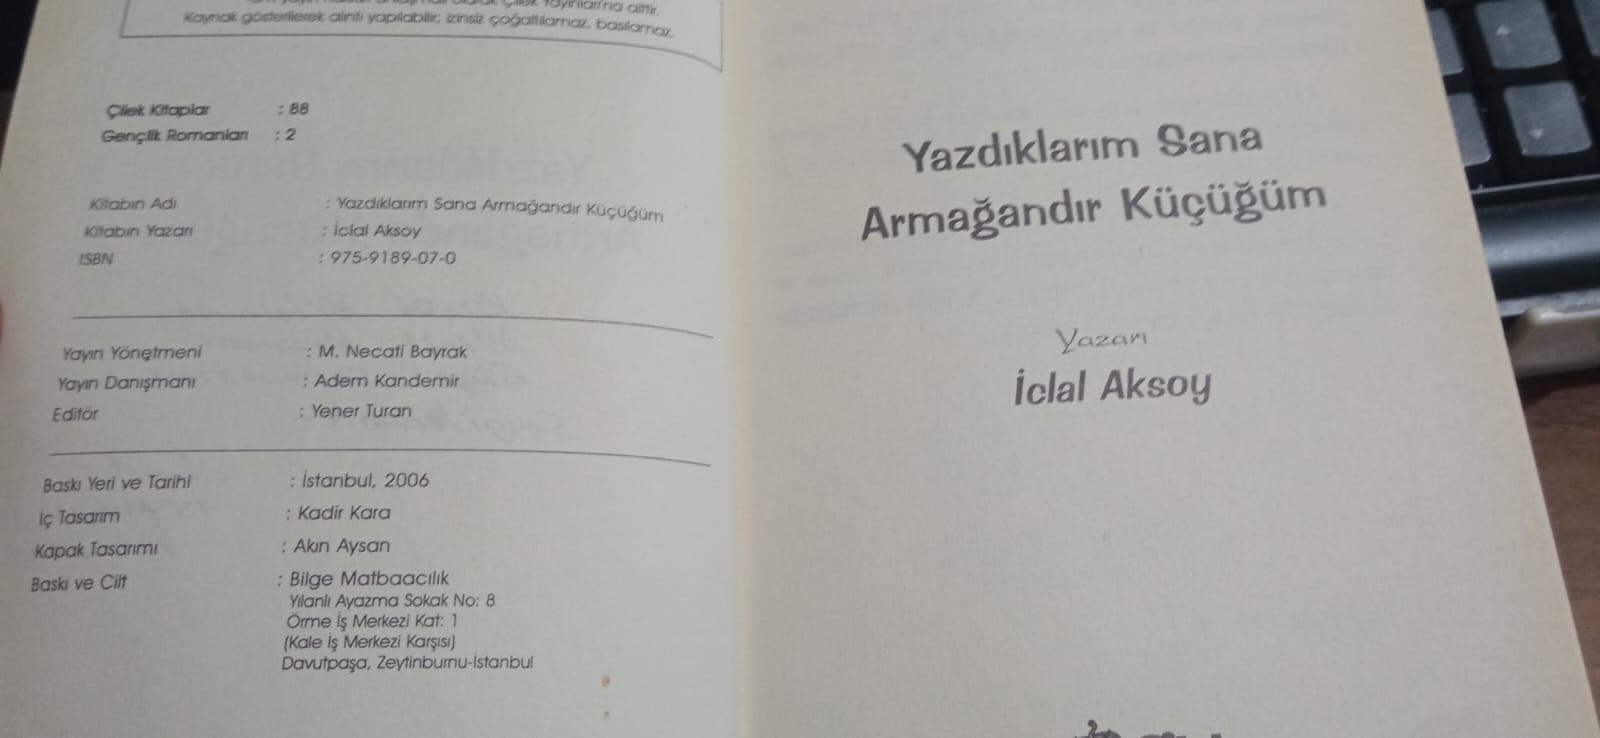 Yayınları'na aittir.
Kaynak gösterilerek alıntı yapılabilir; izinsiz çoğaltılamaz, basılamaz.
Çilek Kitaplar : 88
Gençlik Romanları : 2
Kitabın Adı : Yazdıklarım Sana Armağandır Küçüğüm
Kitabın Yazarı : İclal Aksoy
ISBN : 975-9189-07-0
Yayın Yönetmeni : M. Necati Bayrak
Yayın Danışmanı : Adem Kandemir
Editör : Yener Turan
Baskı Yeri ve Tarihi : İstanbul, 2006
İç Tasarım : Kadir Kara
Kapak Tasarımı : Akın Aysan
Baskı ve Cilt : Bilge Matbaacılık
Yılanlı Ayazma Sokak No: 8
Örme İş Merkezi Kat: 1
(Kale İş Merkezi Karşısı)
Davutpaşa, Zeytinburnu-İstanbul
Yazdıklarım Sana
Armağandır Küçüğüm
Yazarı
İclal Aksoy